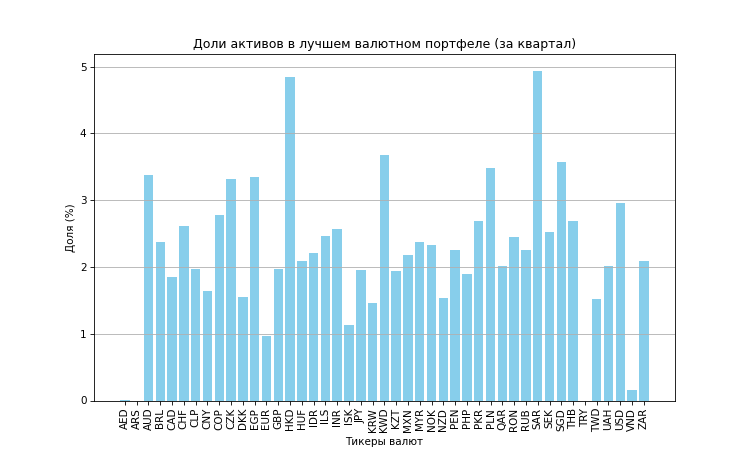 Доли активов в лучшем валютном портфеле (за квартал)
5
4
3
2
1
0
Доля (%)
AED ARS AUD BRL CAD CHF CLP CNY COP CZK DKK EGP EUR GBP HKD HUF IDR ILS INR ISK JPY KRW KWD KZT MXN MYR NOK NZD PEN PHP PKR PLN QAR RON RUB SAR SEK SGD THB TRY TWD UAH USD VND ZAR
Тикеры валют